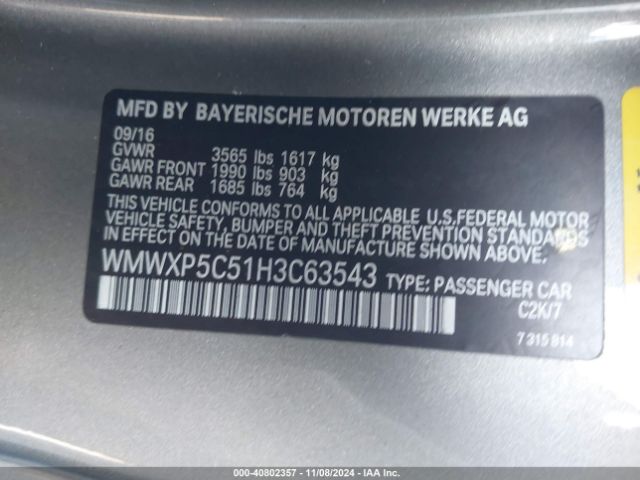 MFD BY BAYERISCHE MOTOREN WERKE AG
09/16
GVWR 3565 lbs 1617 kg
GAWR FRONT 1990 lbs 903 kg
GAWR REAR 1685 lbs 764 kg
THIS VEHICLE CONFORMS TO ALL APPLICABLE U.S.FEDERAL MOTOR
VEHICLE SAFETY, BUMPER AND THEFT PREVENTION STANDARDS
IN EFFECT ON THE DATE OF MANUFACTURE SHOWN ABOVE.
WMWXP5C51H3C63543 TYPE: PASSENGER CAR
C2K/7
7 315 814
000-40802357 - 11/08/2024 - IAA Inc.